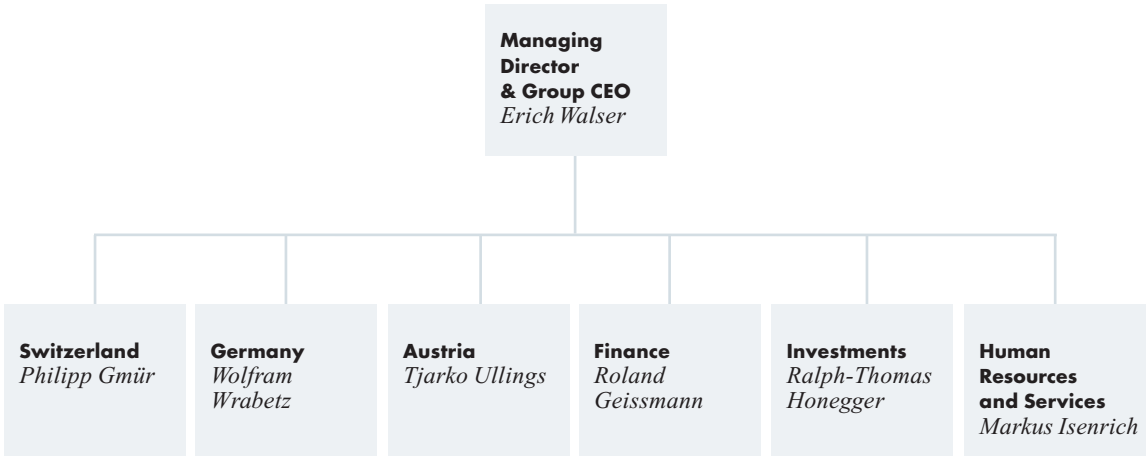 Managing
Director
& Group CEO
Erich Walser
Switzerland
Philipp Gmür
Germany
Wolfram
Wrabetz
Austria
Tjarko Ullings
Finance
Roland
Geissmann
Investments
Ralph-Thomas
Honegger
Human
Resources
and Services
Markus Isenrich